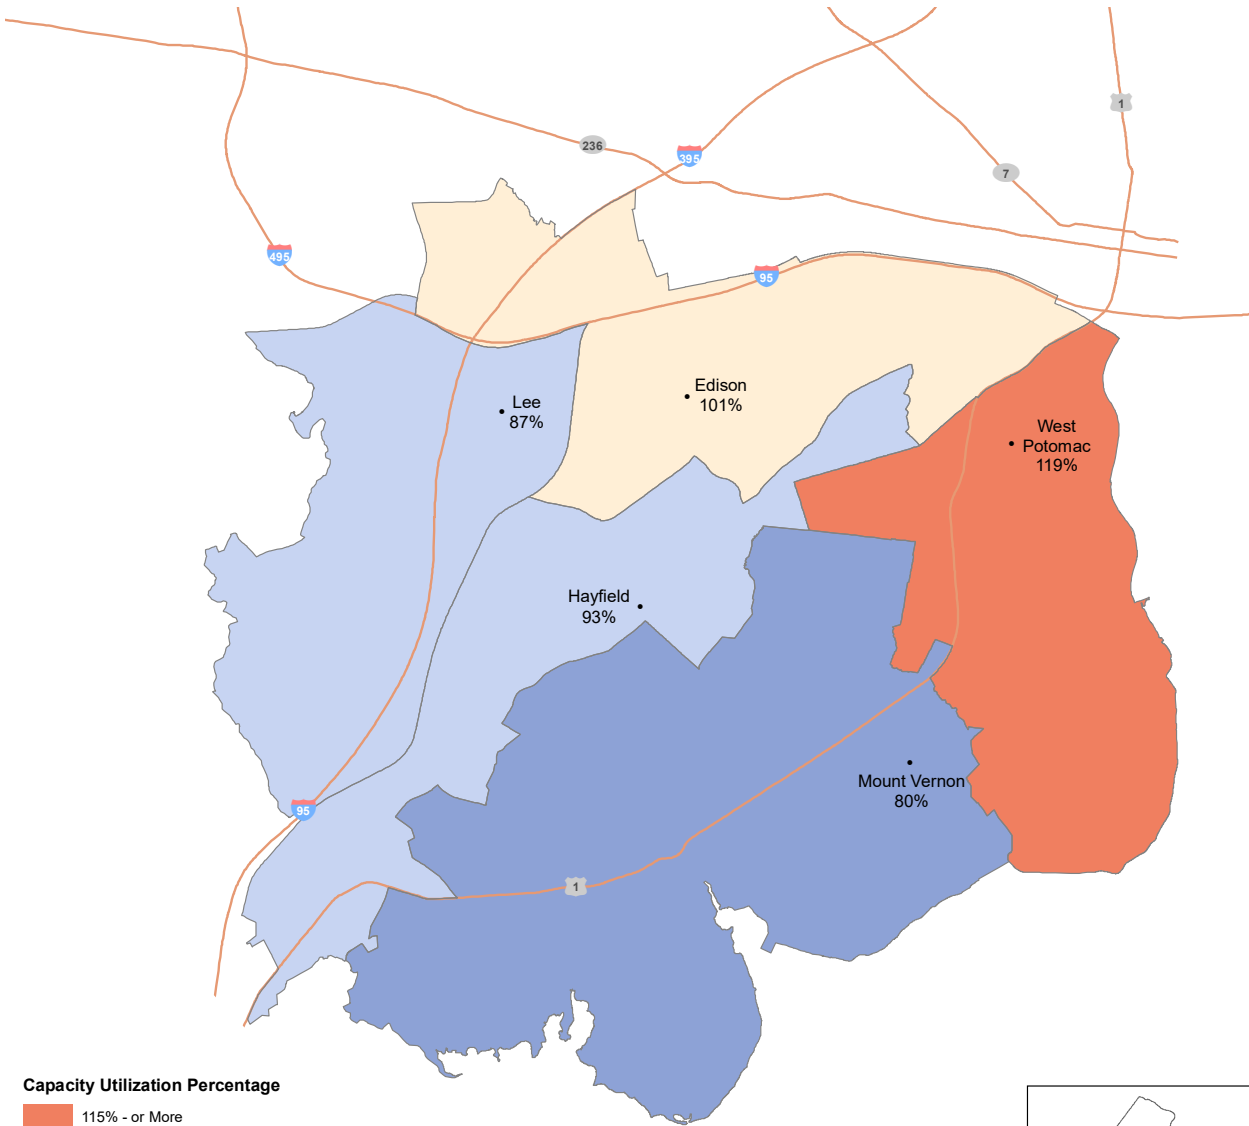 1
236
395
7
495
95
Edison
101%
Lee
87%
West
Potomac
119%
Hayfield
93%
Mount Vernon
80%
95
1
Capacity Utilization Percentage
115% - or More